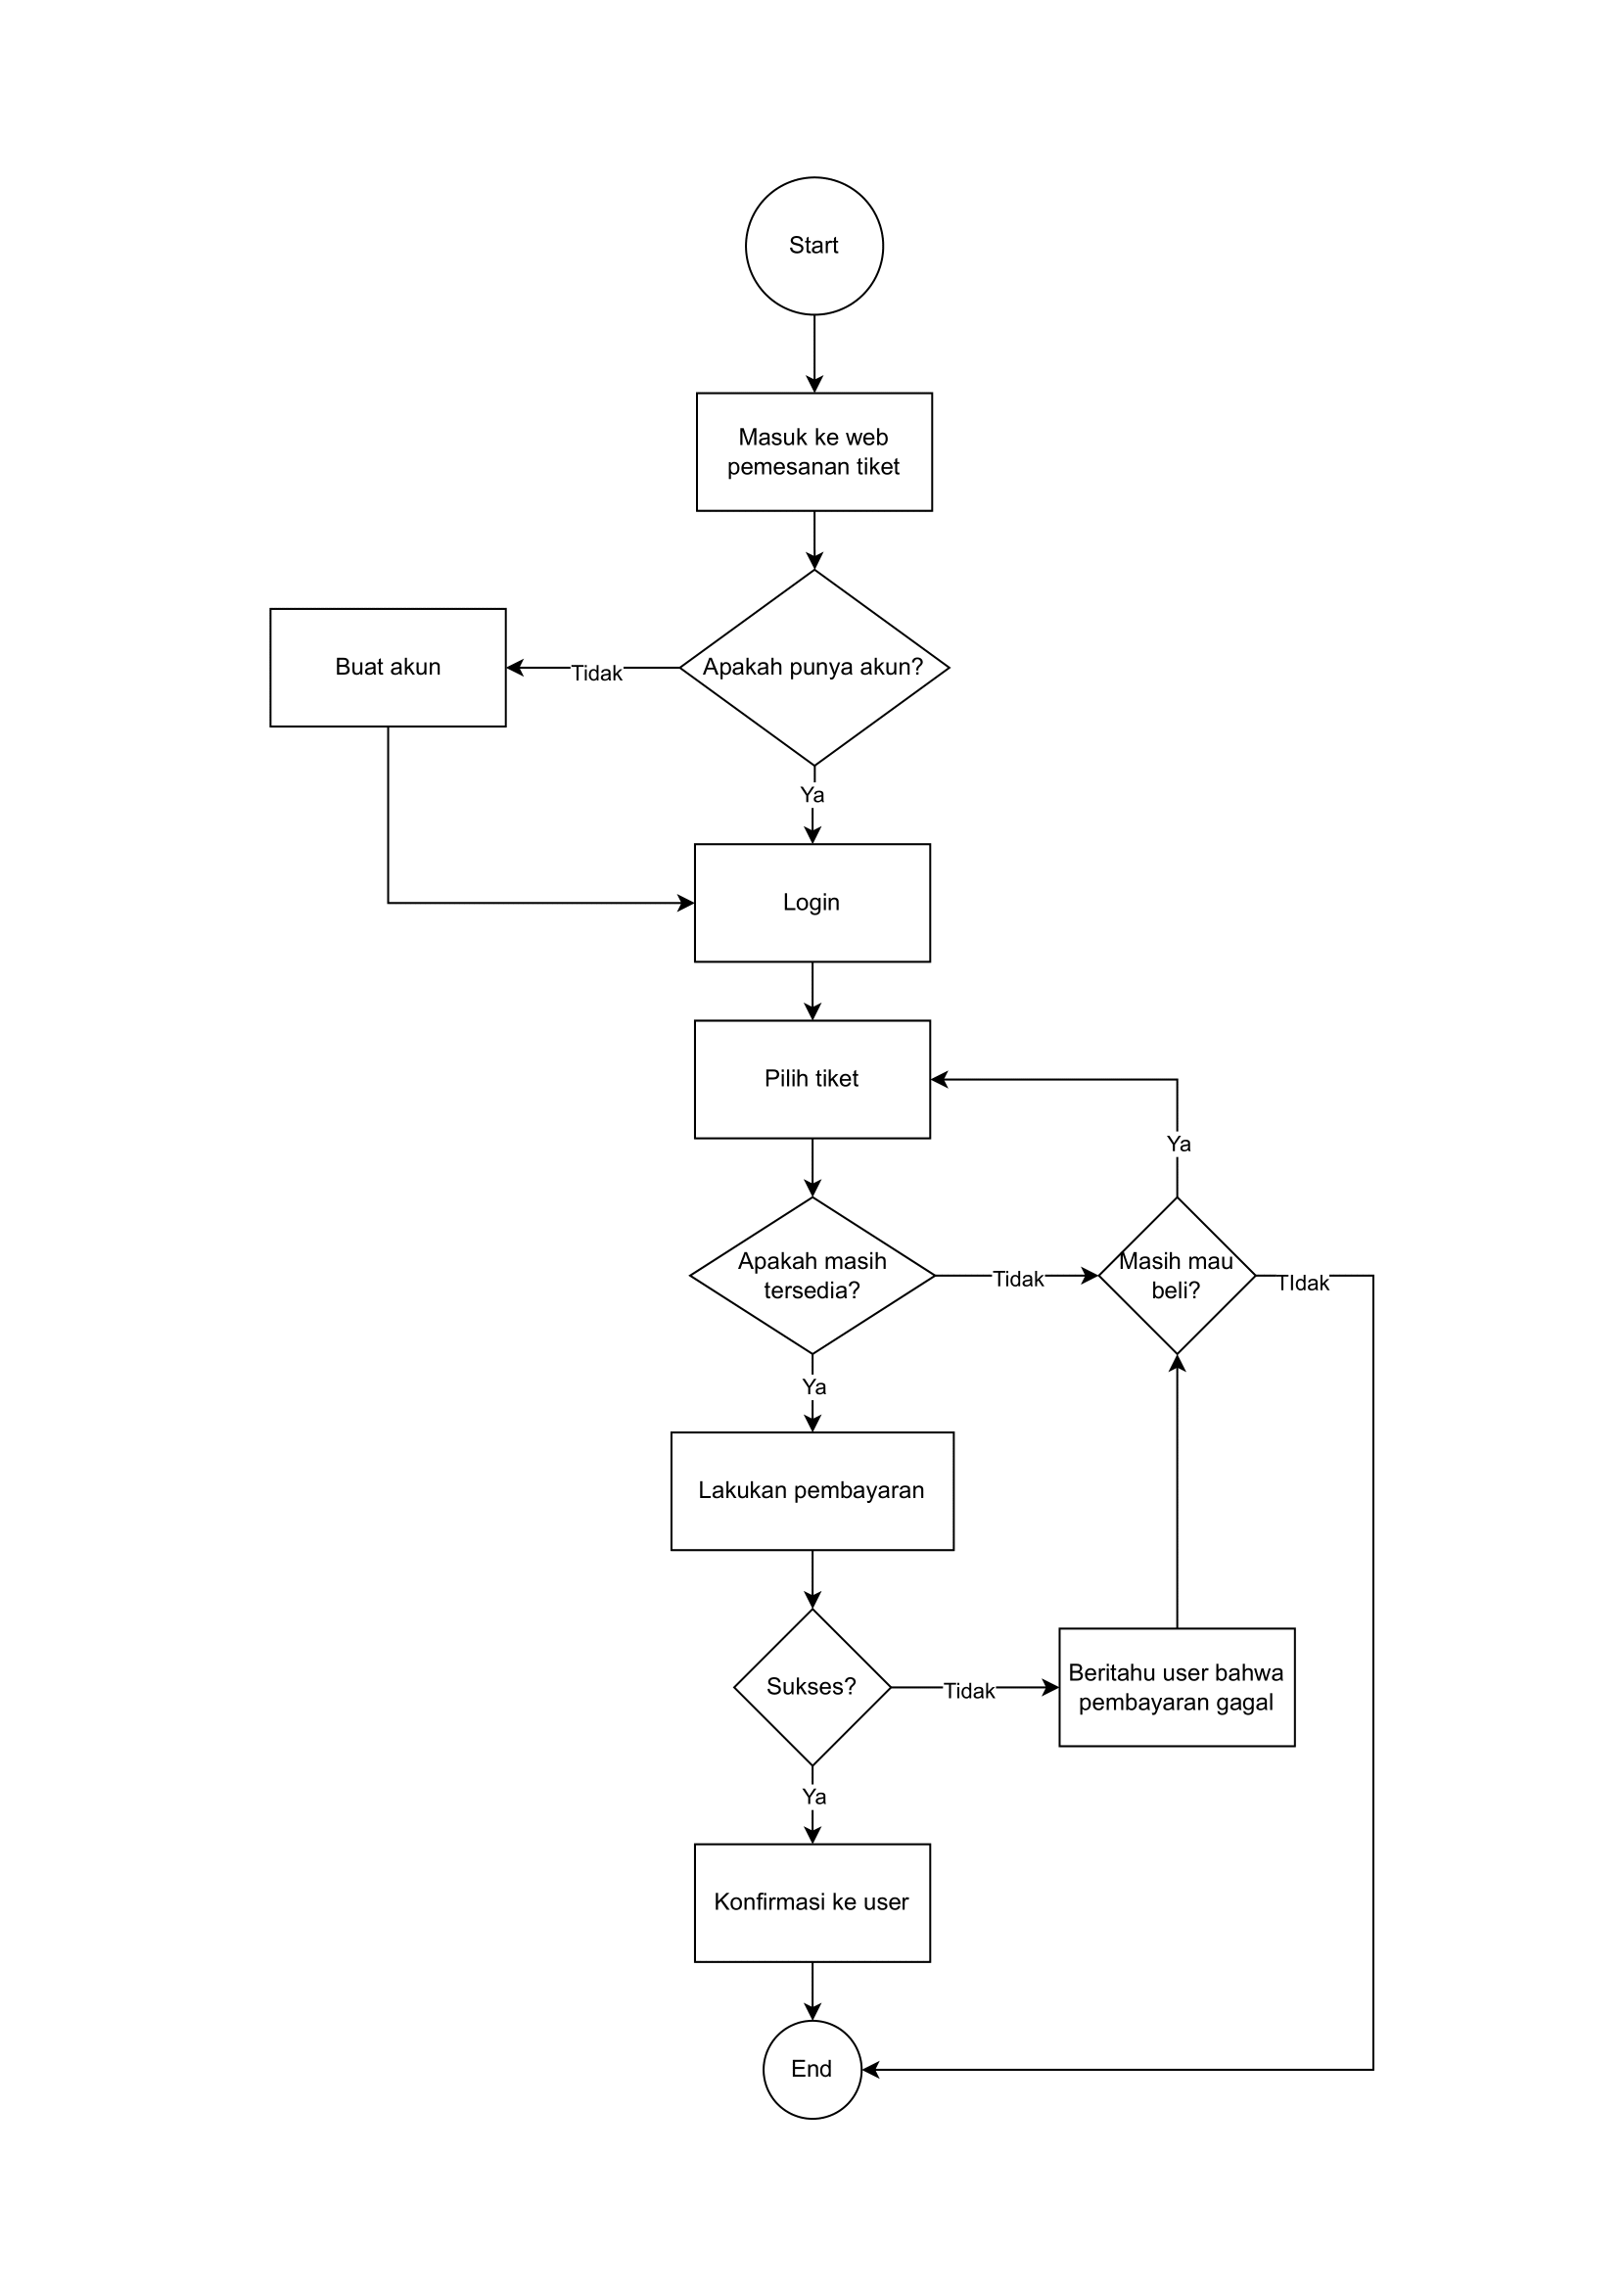 Start
Masuk ke web
pemesanan tiket
Buat akun
Tidak
Apakah punya akun?
Ya
Login
Pilih tiket
Ya
Apakah masih
tersedia?
Tidak
Masih mau
beli?
TIdak
Ya
Lakukan pembayaran
Sukses?
Tidak
Beritahu user bahwa
pembayaran gagal
Ya
Konfirmasi ke user
End